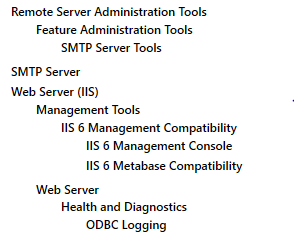 Remote Server Administration Tools
Feature Administration Tools
SMTP Server Tools
SMTP Server
Web Server (IIS)
Management Tools
IIS 6 Management Compatibility
IIS 6 Management Console
IIS 6 Metabase Compatibility
Web Server
Health and Diagnostics
ODBC Logging